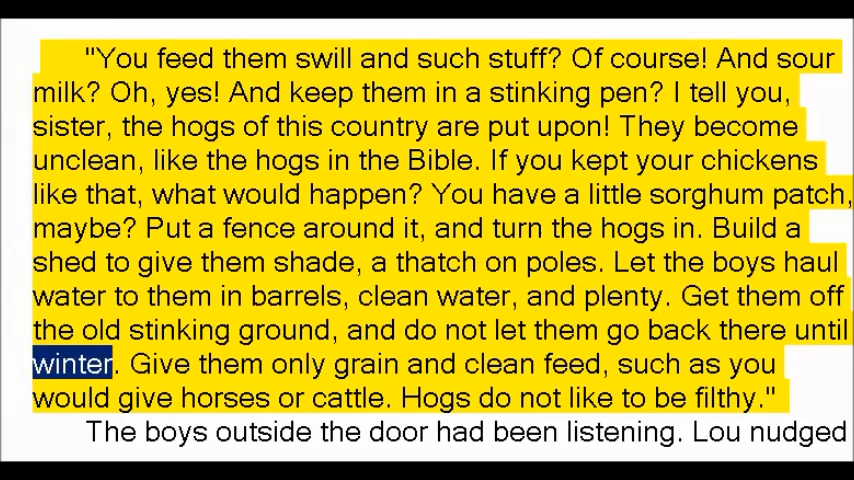 "You feed them swill and such stuff? Of course! And sour
milk? Oh, yes! And keep them in a stinking pen? I tell you,
sister, the hogs of this country are put upon! They become
unclean, like the hogs in the Bible. If you kept your chickens
like that, what would happen? You have a little sorghum patch,
maybe? Put a fence around it, and turn the hogs in. Build a
shed to give them shade, a thatch on poles. Let the boys haul
water to them in barrels, clean water, and plenty. Get them off
the old stinking ground, and do not let them go back there until
winter. Give them only grain and clean feed, such as you
would give horses or cattle. Hogs do not like to be filthy."
The boys outside the door had been listening. Lou nudged